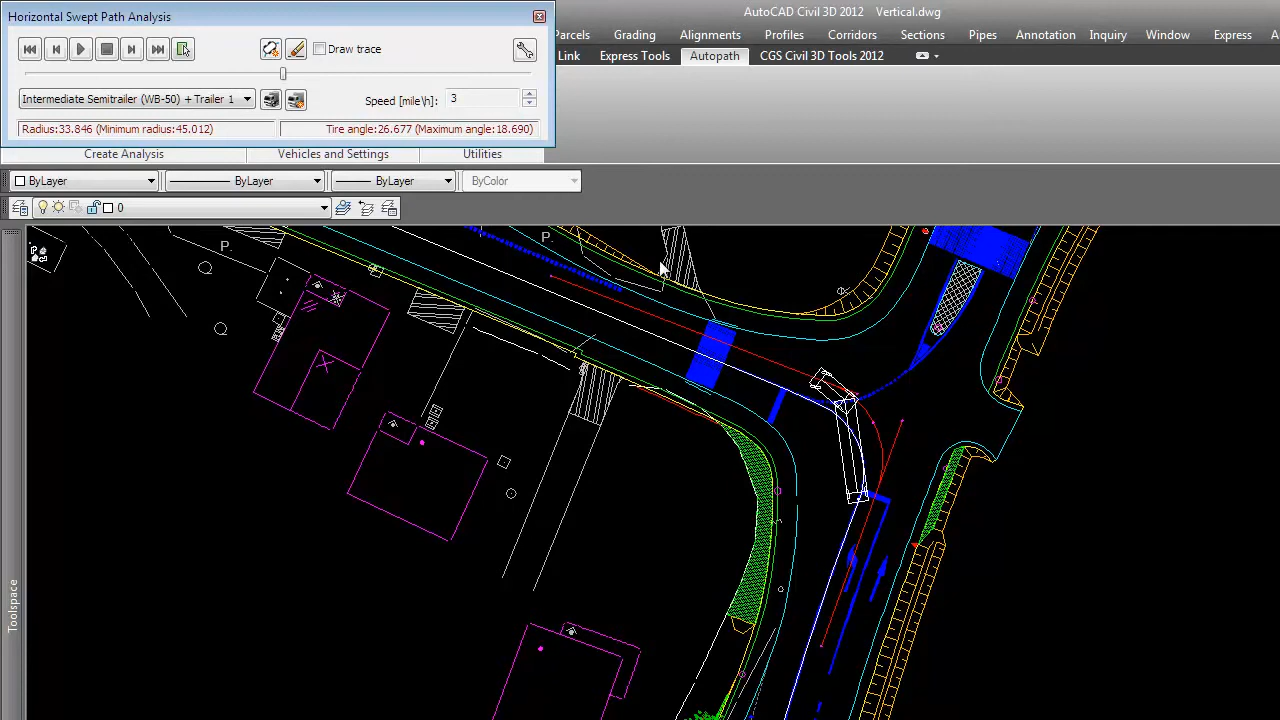 Horizontal Swept Path Analysis
AutoCAD Civil 3D 2012 Vertical.dwg
Parcels Grading Alignments Profiles Corridors Sections Pipes Annotation Inquiry Window Express
Draw trace
Link Express Tools Autopath CGS Civil 3D Tools 2012
Intermediate Semitrailer (WB-50) + Trailer 1
Speed [mile\h]: 3
Radius:33.846 (Minimum radius:45.012)
Tire angle:26.677 (Maximum angle:18.690)
Create Analysis Vehicles and Settings Utilities
ByLayer ByLayer ByLayer ByColor
0
P.
P.
Toolspace